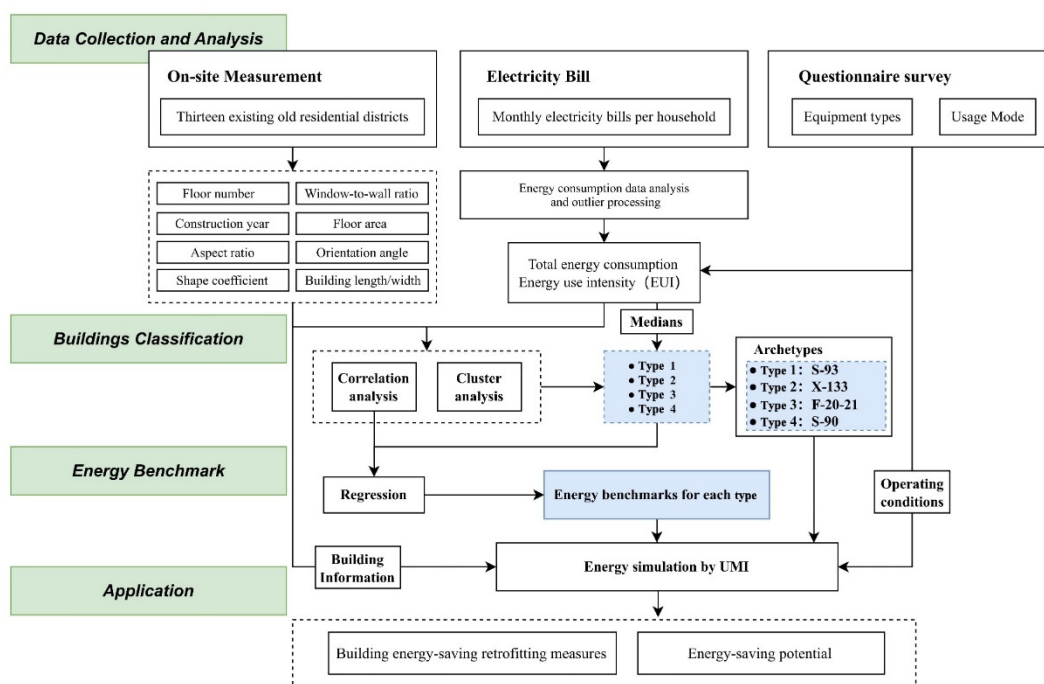 Data Collection and Analysis
On-site Measurement
Thirteen existing old residential districts
Electricity Bill
Monthly electricity bills per household
Questionnaire survey
Equipment types
Usage Mode
Floor number
Window-to-wall ratio
Construction year
Floor area
Aspect ratio
Orientation angle
Shape coefficient
Building length/width
Energy consumption data analysis
and outlier processing
Total energy consumption
Energy use intensity（EUI）
Buildings Classification
Medians
Correlation
analysis
Cluster
analysis
● Type 1
● Type 2
● Type 3
● Type 4
Archetypes
● Type 1：S-93
● Type 2：X-133
● Type 3：F-20-21
● Type 4：S-90
Energy Benchmark
Regression
Energy benchmarks for each type
Operating
conditions
Building
Information
Energy simulation by UMI
Application
Building energy-saving retrofitting measures
Energy-saving potential